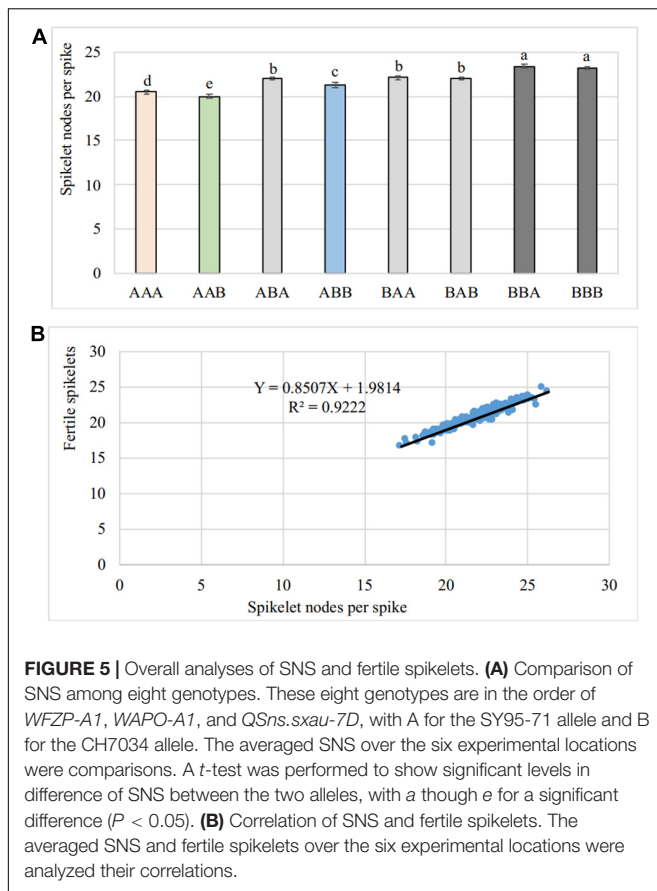 A
Spikelet nodes per spike
25
20
15
10
5
0
d e b c b b a a
AAA AAB ABA ABB BAA BAB BBA BBB
B
Fertile spikelets
30
25
20
15
10
5
0
Y = 0.8507X + 1.9814
R² = 0.9222
0 5 10 15 20 25 30
Spikelet nodes per spike
FIGURE 5 | Overall analyses of SNS and fertile spikelets. (A) Comparison of
SNS among eight genotypes. These eight genotypes are in the order of
WFZP-A1, WAPO-A1, and QSns.sxau-7D, with A for the SY95-71 allele and B
for the CH7034 allele. The averaged SNS over the six experimental locations
were comparisons. A t-test was performed to show significant levels in
difference of SNS between the two alleles, with a though e for a significant
difference (P < 0.05). (B) Correlation of SNS and fertile spikelets. The
averaged SNS and fertile spikelets over the six experimental locations were
analyzed their correlations.